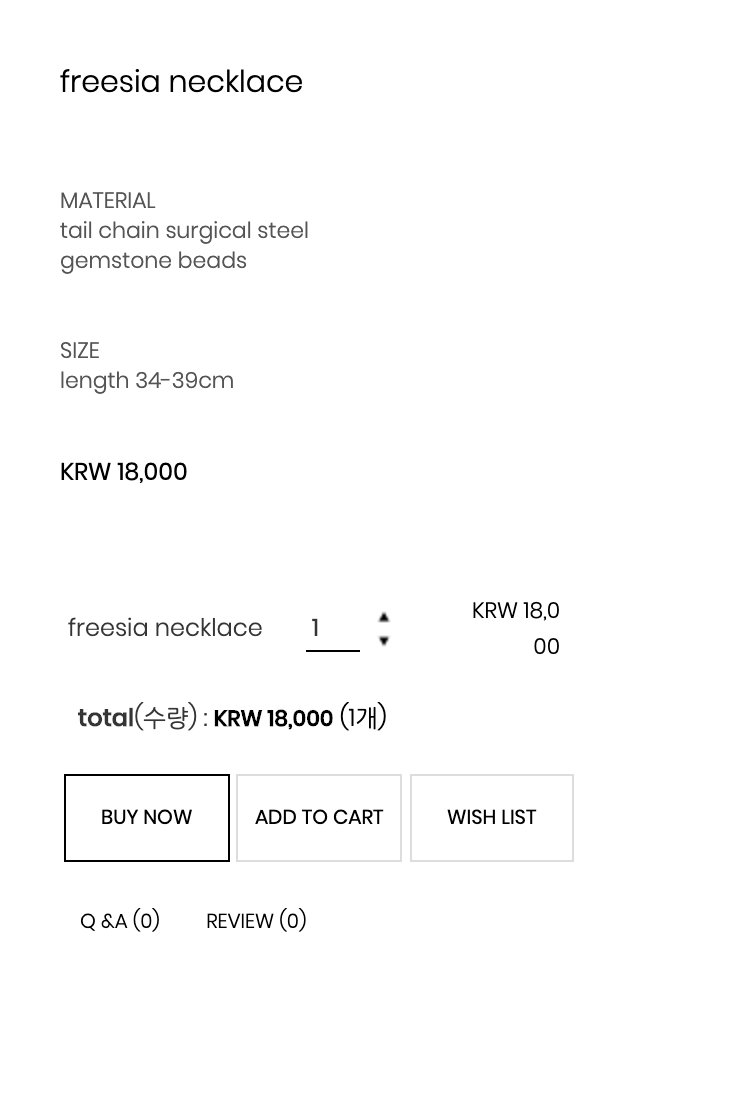 freesia necklace
MATERIAL
tail chain surgical steel
gemstone beads
SIZE
length 34-39cm
KRW 18,000
freesia necklace 1 KRW 18,0
00
total(수량) : KRW 18,000 (1개)
BUY NOW ADD TO CART WISH LIST
Q &A (0) REVIEW (0)